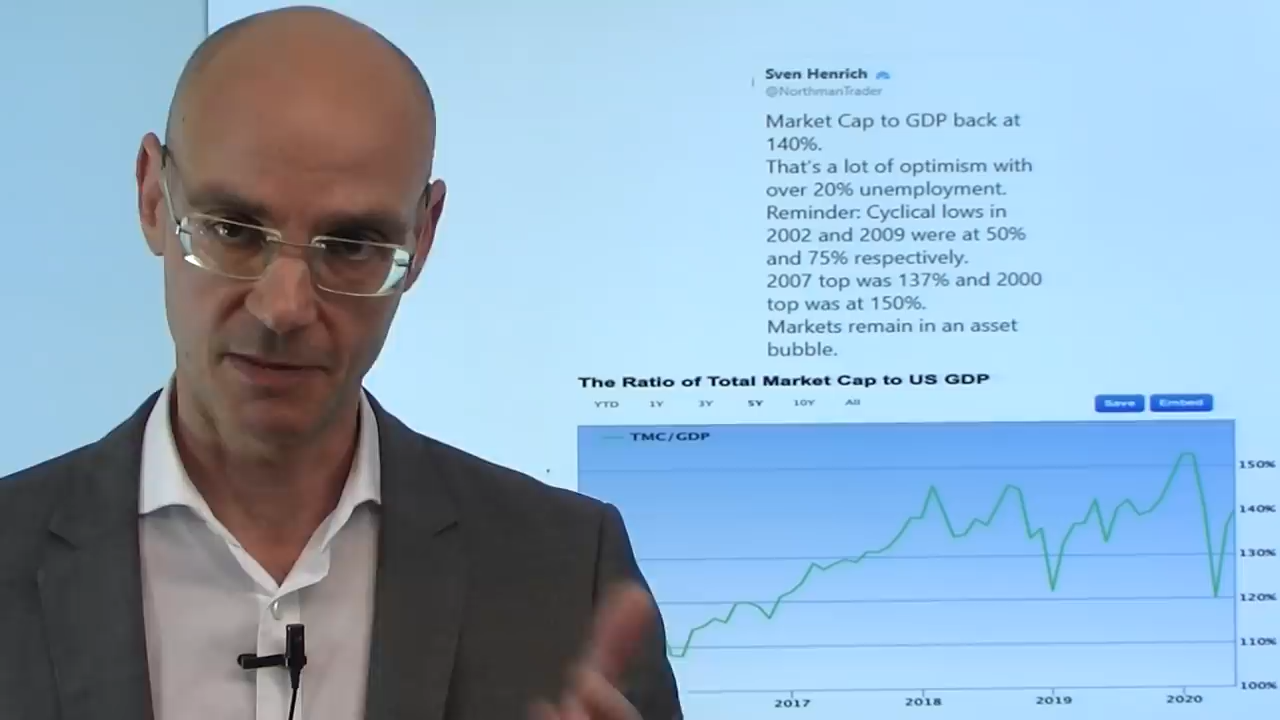 Sven Henrich
@NorthmanTrader
Market Cap to GDP back at
140%.
That's a lot of optimism with
over 20% unemployment.
Reminder: Cyclical lows in
2002 and 2009 were at 50%
and 75% respectively.
2007 top was 137% and 2000
top was at 150%.
Markets remain in an asset
bubble.
The Ratio of Total Market Cap to US GDP
YTD 1Y 3Y 5Y 10Y All
Save Embed
TMC/GDP
150%
140%
130%
120%
110%
100%
2017 2018 2019 2020